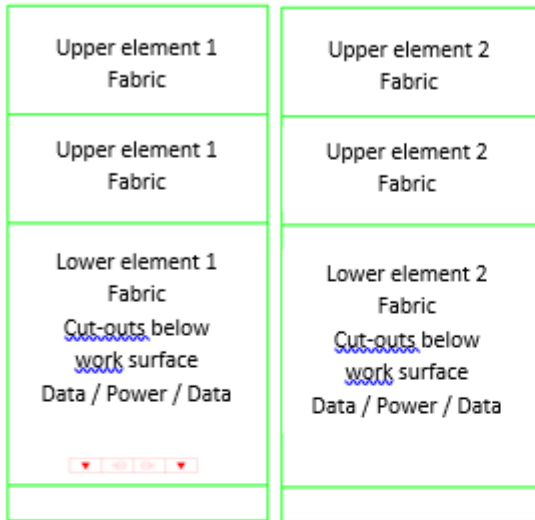 Upper element 1
Fabric
Upper element 1
Fabric
Lower element 1
Fabric
Cut-outs below
work surface
Data / Power / Data
Upper element 2
Fabric
Upper element 2
Fabric
Lower element 2
Fabric
Cut-outs below
work surface
Data / Power / Data